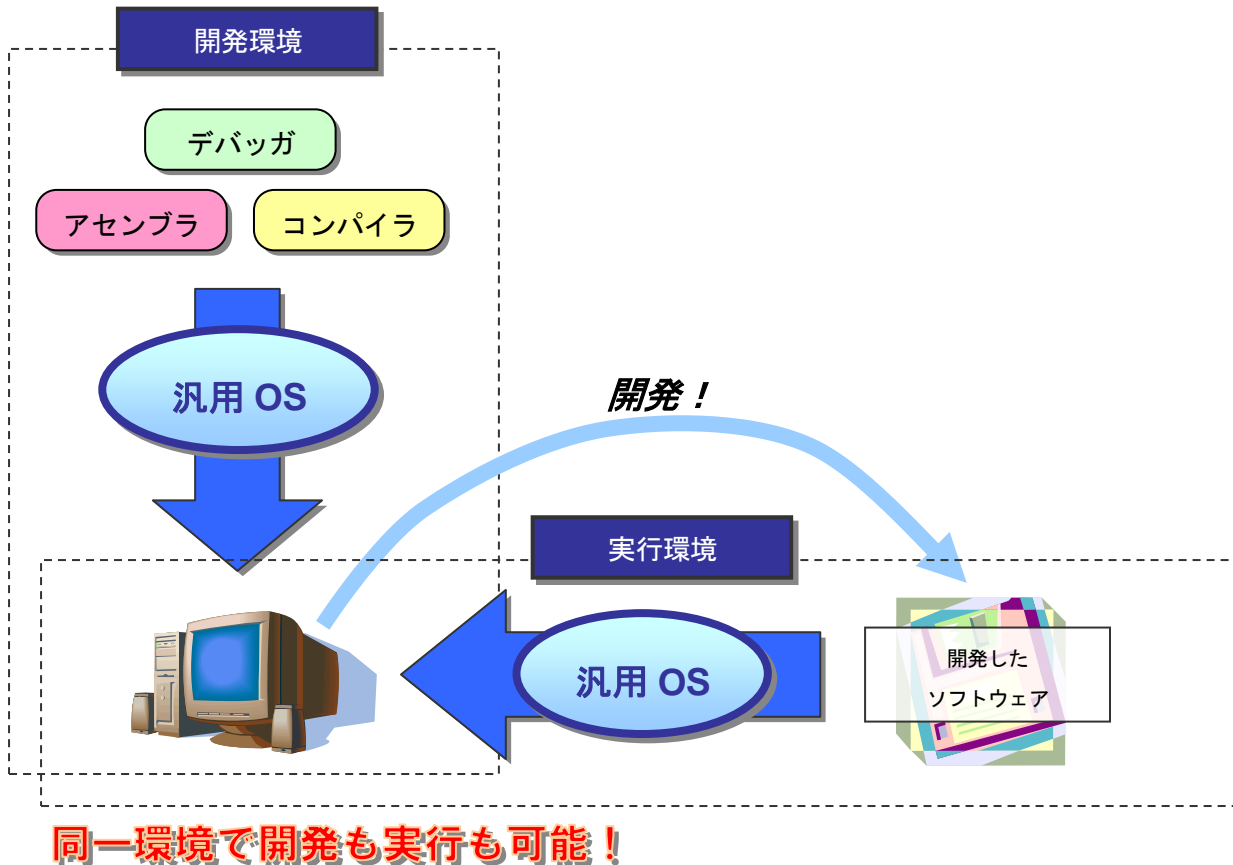 開発環境
デバッガ
アセンブラ
コンパイラ
汎用 OS
開発！
実行環境
汎用 OS
開発した
ソフトウェア
同一環境で開発も実行も可能！